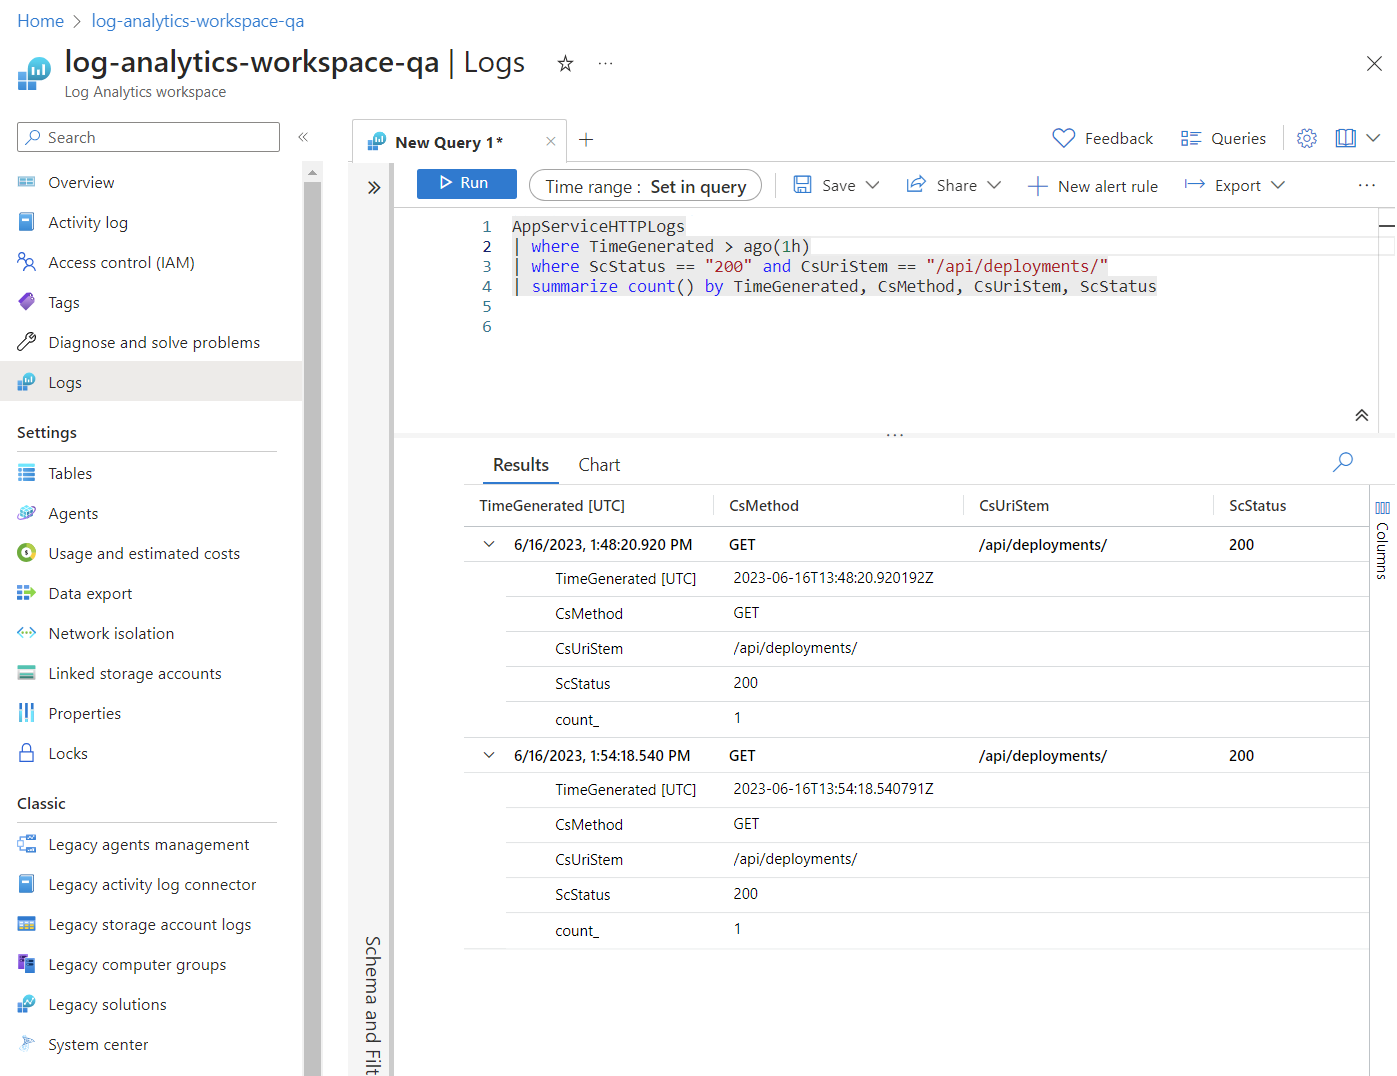 Home > log-analytics-workspace-qa
log-analytics-workspace-qa | Logs
Log Analytics workspace
Search
Overview
Activity log
Access control (IAM)
Tags
Diagnose and solve problems
Logs
Settings
Tables
Agents
Usage and estimated costs
Data export
Network isolation
Linked storage accounts
Properties
Locks
Classic
Legacy agents management
Legacy activity log connector
Legacy storage account logs
Legacy computer groups
Legacy solutions
System center
New Query 1*
Feedback
Queries
Run
Time range : Set in query
Save
Share
New alert rule
Export
Schema and Filt
1 AppServiceHTTPLogs
2 | where TimeGenerated > ago(1h)
3 | where ScStatus == "200" and CsUriStem == "/api/deployments/"
4 | summarize count() by TimeGenerated, CsMethod, CsUriStem, ScStatus
5
6
Results Chart
TimeGenerated [UTC] CsMethod CsUriStem ScStatus
6/16/2023, 1:48:20.920 PM GET /api/deployments/ 200
TimeGenerated [UTC] 2023-06-16T13:48:20.920192Z
CsMethod GET
CsUriStem /api/deployments/
ScStatus 200
count_ 1
6/16/2023, 1:54:18.540 PM GET /api/deployments/ 200
TimeGenerated [UTC] 2023-06-16T13:54:18.540791Z
CsMethod GET
CsUriStem /api/deployments/
ScStatus 200
count_ 1
Columns